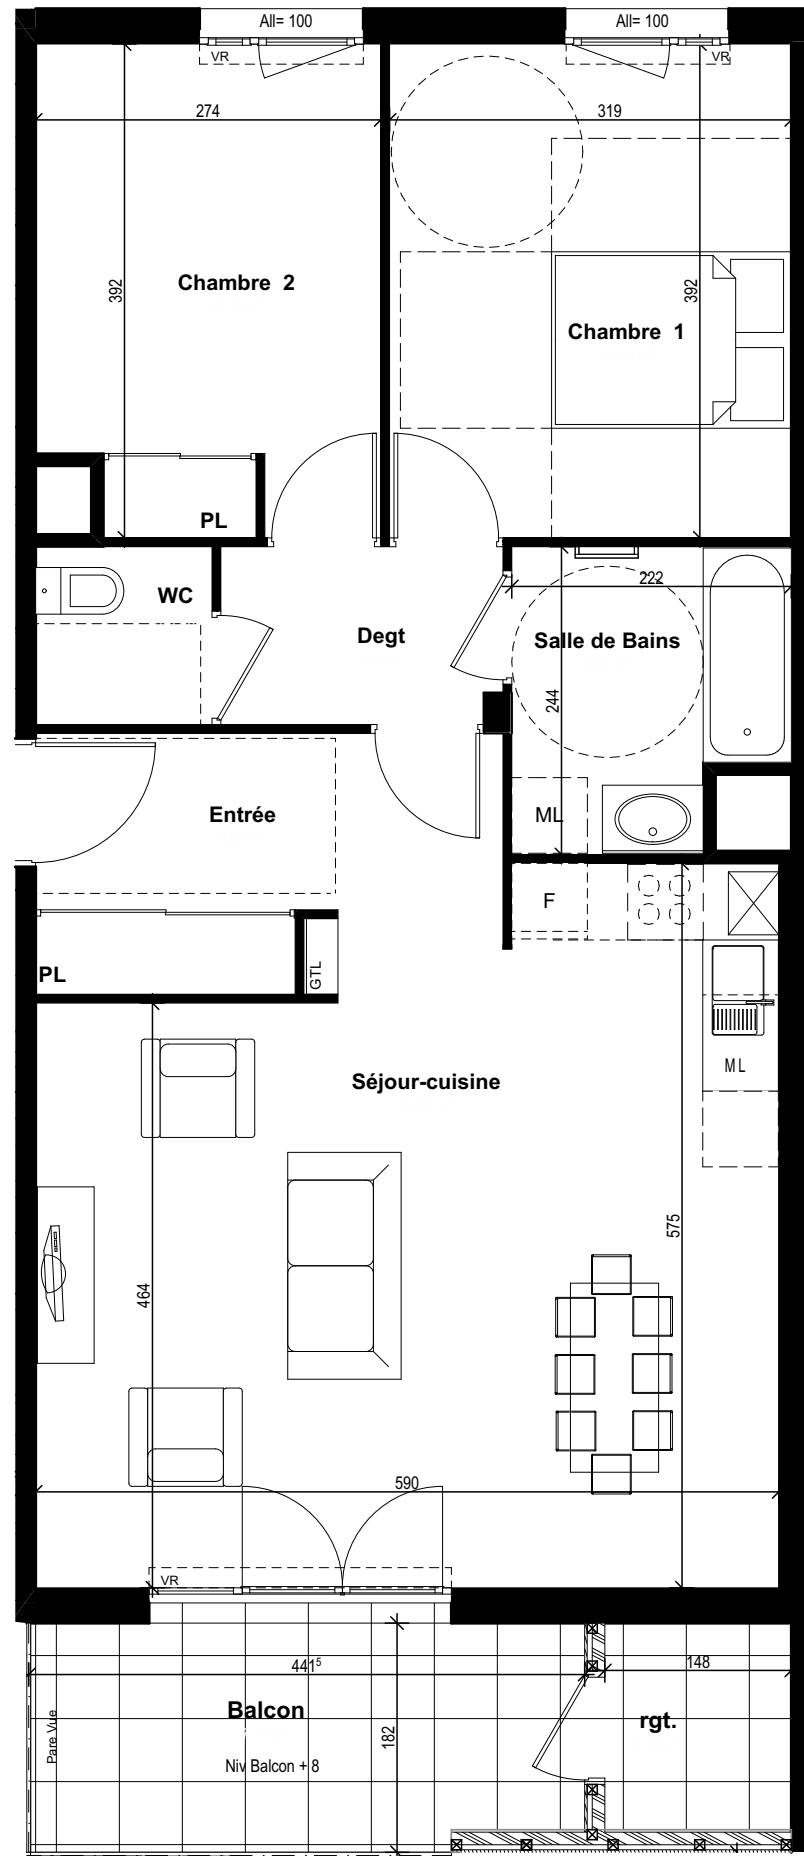 All= 100
All= 100
VR
VR
274
319
392
392
Chambre 2
Chambre 1
PL
WC
222
Degt
Salle de Bains
244
Entrée
ML
F
PL
GTL
ML
Séjour-cuisine
575
464
590
VR
441⁵
148
Balcon
rgt.
Pare Vue
182
Niv Balcon + 8